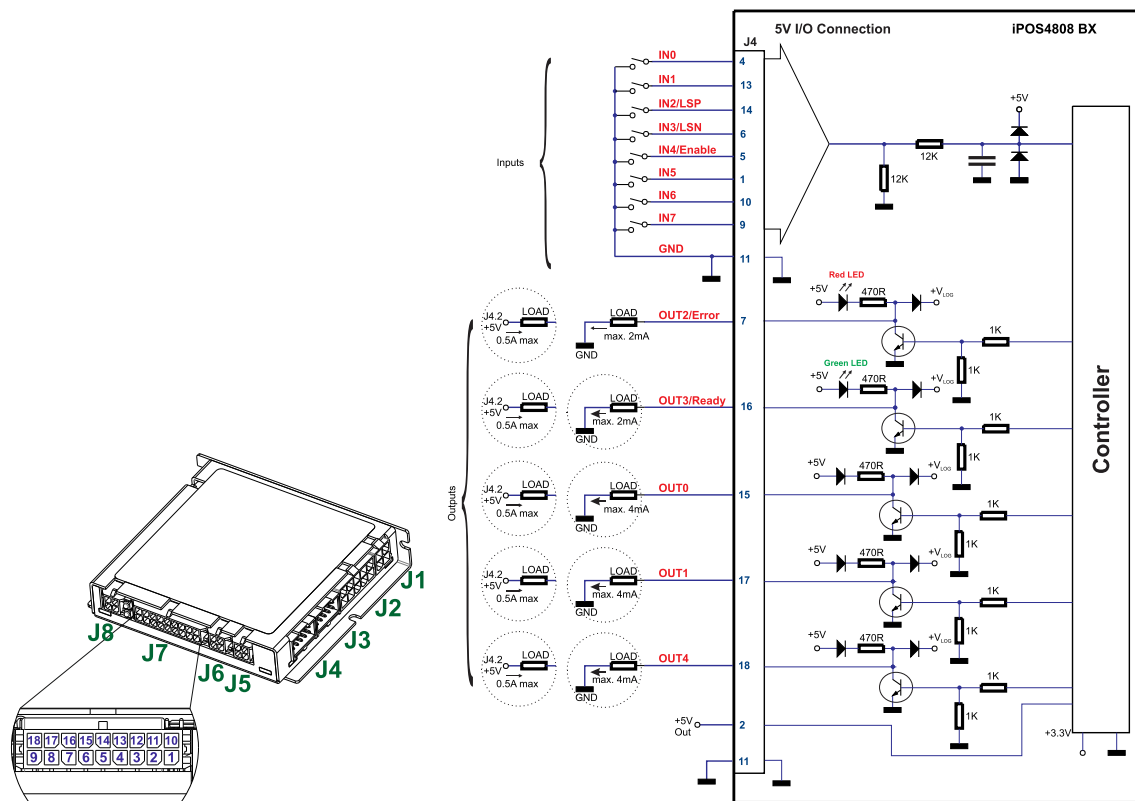 5V I/O Connection
iPOS4808 BX
J4
IN0
4
IN1
13
IN2/LSP
14
IN3/LSN
6
IN4/Enable
5
IN5
1
IN6
10
IN7
9
GND
11
Inputs
+5V
12K
12K
Controller
Red LED
+5V
470R
+VLOG
J4.2
+5V
LOAD
0.5A max
LOAD
max. 2mA
GND
OUT2/Error
7
1K
1K
Green LED
+5V
470R
+VLOG
J4.2
+5V
LOAD
0.5A max
LOAD
max. 2mA
GND
OUT3/Ready
16
1K
1K
+5V
470R
+VLOG
J4.2
+5V
LOAD
0.5A max
LOAD
max. 4mA
GND
OUT0
15
1K
1K
Outputs
+5V
470R
+VLOG
J4.2
+5V
LOAD
0.5A max
LOAD
max. 4mA
GND
OUT1
17
1K
1K
+5V
470R
+VLOG
J4.2
+5V
LOAD
0.5A max
LOAD
max. 4mA
GND
OUT4
18
1K
1K
+5V
Out
2
+3.3V
11
J1
J2
J3
J4
J5
J6
J7
J8
18 17 16 15 14 13 12 11 10
9 8 7 6 5 4 3 2 1